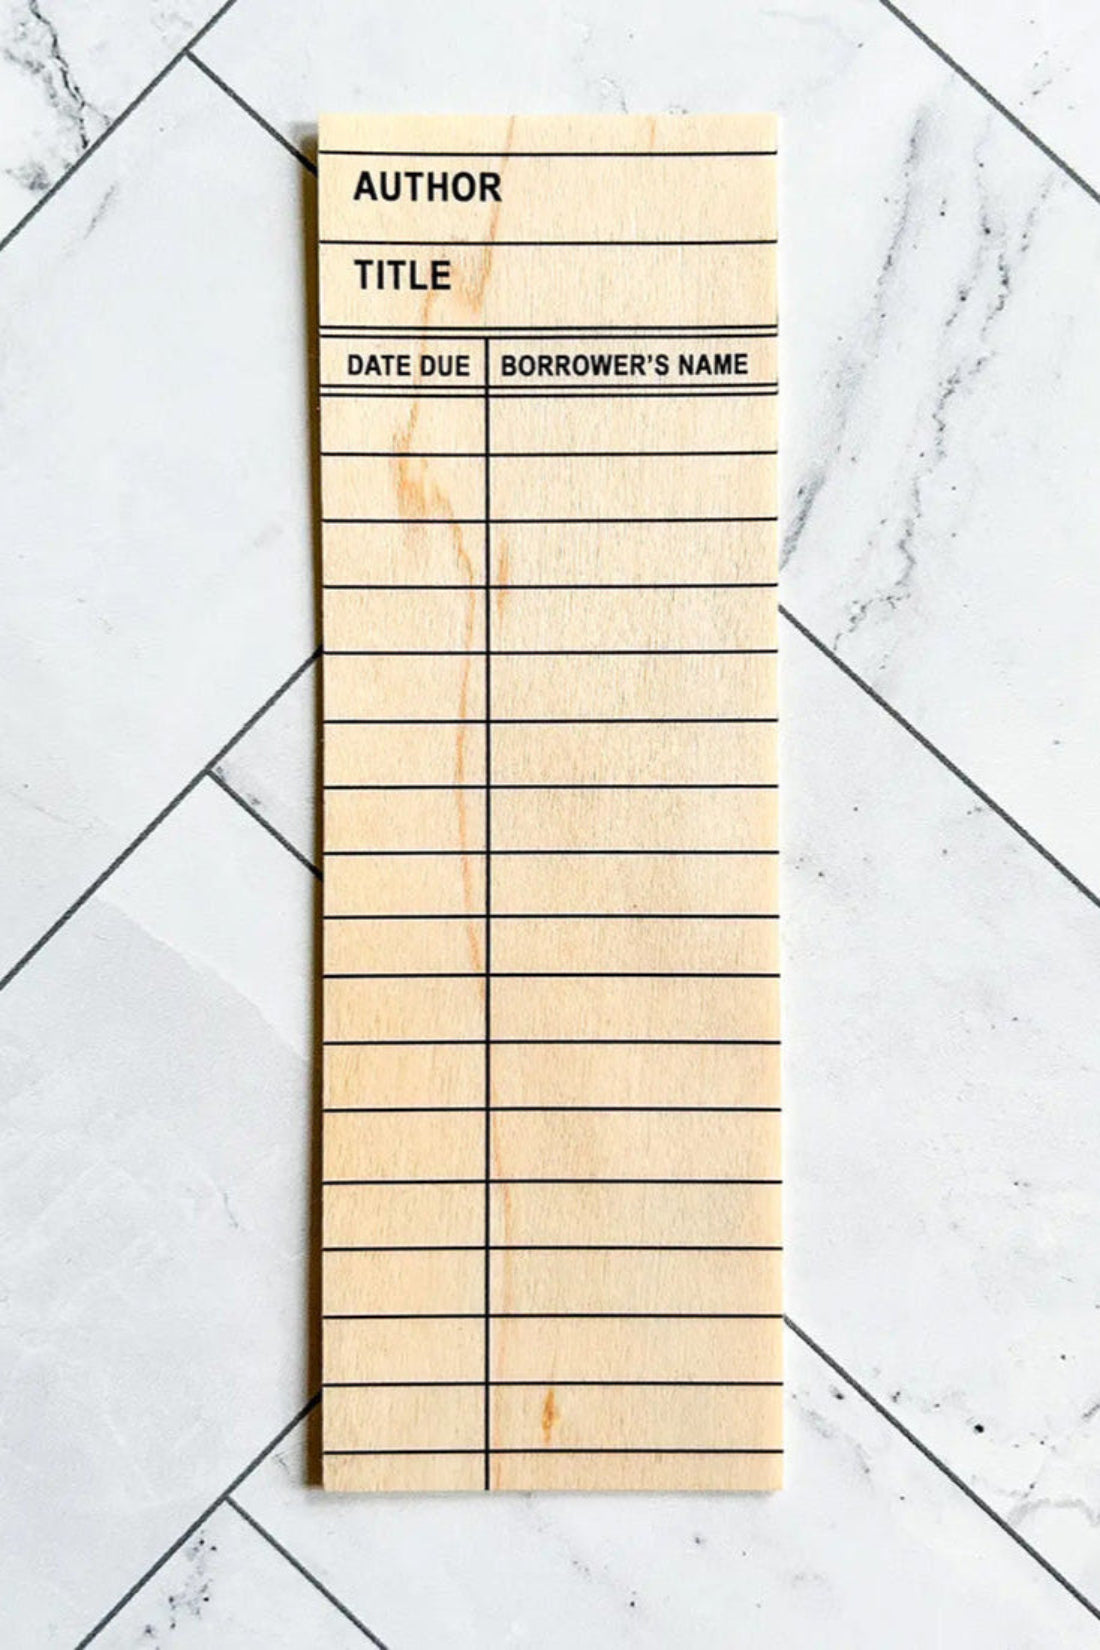 AUTHOR
TITLE
DATE DUE BORROWER’S NAME